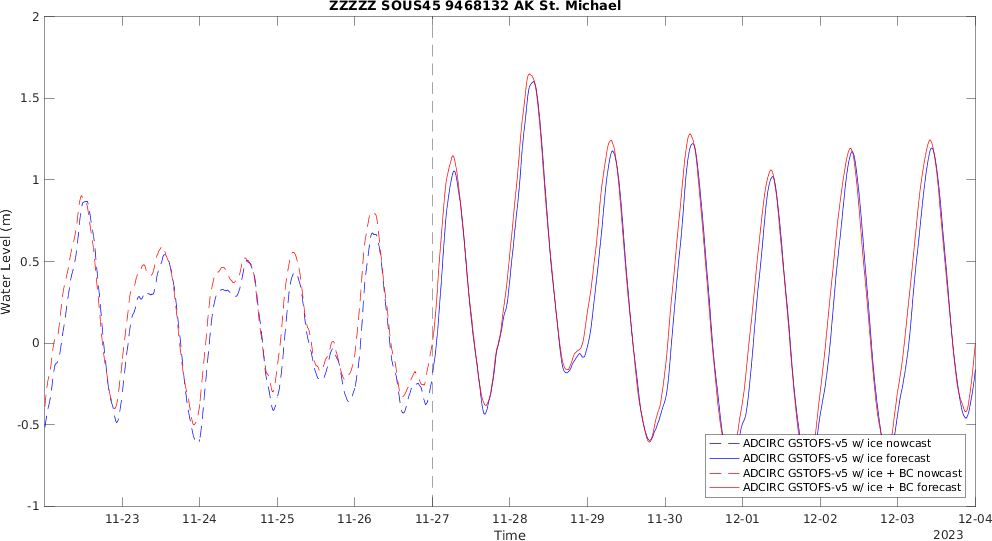 ZZZZZ SOUS45 9468132 AK St. Michael
2
1.5
1
0.5
0
-0.5
-1
Water Level (m)
ADCIRC GSTOFS-v5 w/ ice nowcast
ADCIRC GSTOFS-v5 w/ ice forecast
ADCIRC GSTOFS-v5 w/ ice + BC nowcast
ADCIRC GSTOFS-v5 w/ ice + BC forecast
11-23 11-24 11-25 11-26 11-27 11-28 11-29 11-30 12-01 12-02 12-03 12-04
Time
2023